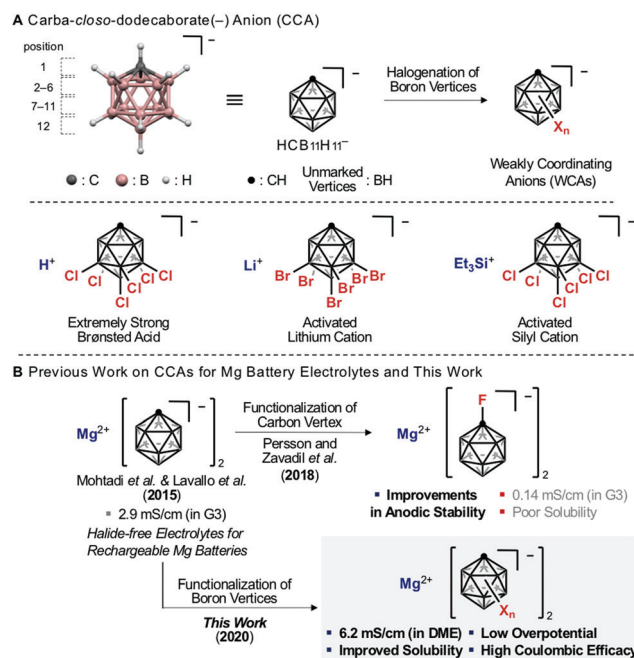 A Carba-closo-dodecaborate(–) Anion (CCA)
position
1
2–6
7–11
12
–
≡
–
HCB₁₁H₁₁⁻
Halogenation of
Boron Vertices
–
Xₙ
Weakly Coordinating
Anions (WCAs)
: C : B : H
: CH Unmarked Vertices : BH
H⁺
–
Cl Cl Cl Cl Cl Cl
Extremely Strong
Brønsted Acid
Li⁺
–
Br Br Br Br Br Br
Activated
Lithium Cation
Et₃Si⁺
–
Cl Cl Cl Cl Cl
Activated
Silyl Cation
B Previous Work on CCAs for Mg Battery Electrolytes and This Work
Mg²⁺
–
2
Mohtadi et al. & Lavallo et al.
(2015)
2.9 mS/cm (in G3)
Halide-free Electrolytes for
Rechargeable Mg Batteries
Functionalization of
Carbon Vertex
Persson and
Zavadil et al.
(2018)
Mg²⁺
F
–
2
Improvements
in Anodic Stability
0.14 mS/cm (in G3)
Poor Solubility
Functionalization of
Boron Vertices
This Work
(2020)
Mg²⁺
–
Xₙ
2
6.2 mS/cm (in DME) Low Overpotential
Improved Solubility High Coulombic Efficacy